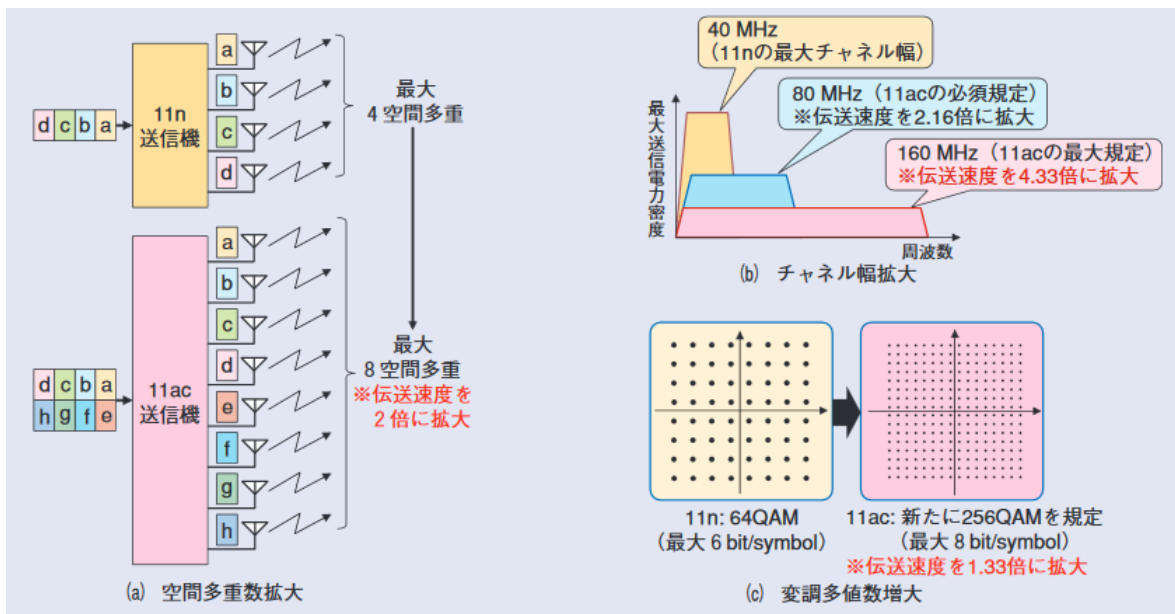 d c b a
11n
送信機
a
b
c
d
最大
4 空間多重
d c b a
h g f e
11ac
送信機
a
b
c
d
e
f
g
h
最大
8 空間多重
※伝送速度を
2 倍に拡大
(a) 空間多重数拡大
40 MHz
(11nの最大チャネル幅)
80 MHz (11acの必須規定)
※伝送速度を2.16倍に拡大
160 MHz (11acの最大規定)
※伝送速度を4.33倍に拡大
最大送信電力密度
周波数
(b) チャネル幅拡大
11n: 64QAM
(最大 6 bit/symbol)
11ac: 新たに256QAMを規定
(最大 8 bit/symbol)
※伝送速度を1.33倍に拡大
(c) 変調多値数増大